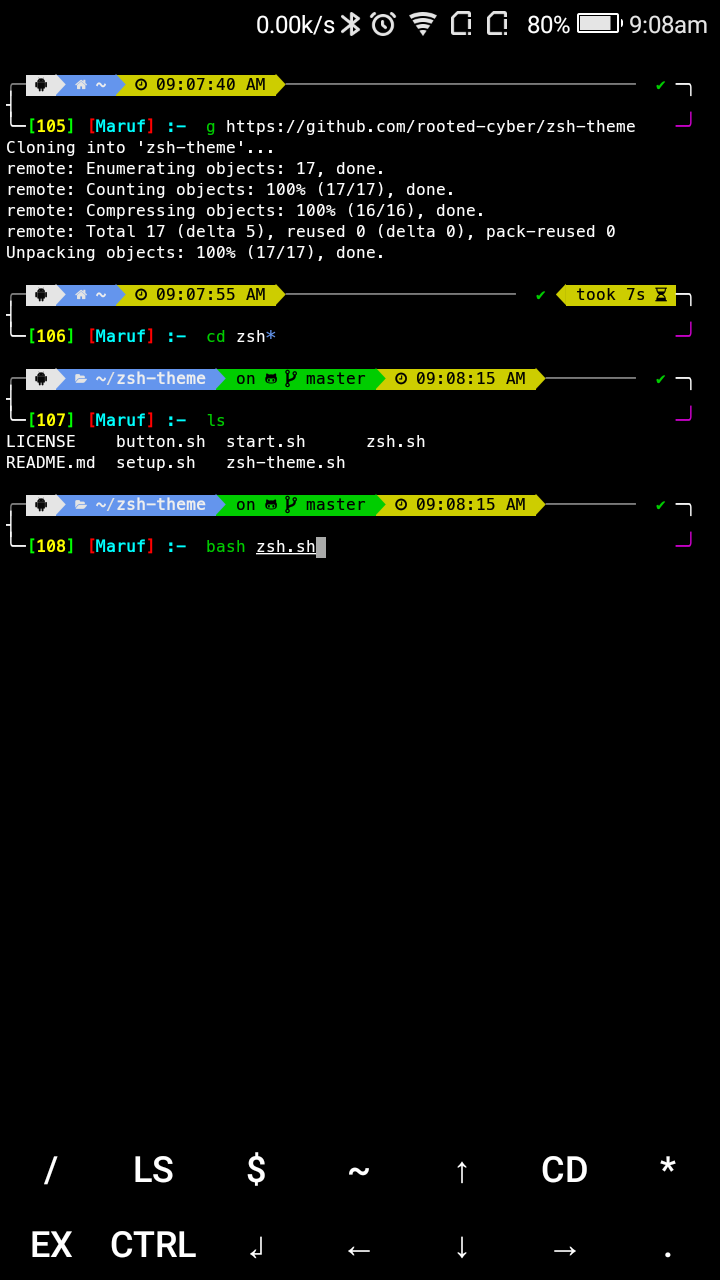 0.00k/s 80% 9:08am
~ 09:07:40 AM ✔
[105] [Maruf] :~ g https://github.com/rooted-cyber/zsh-theme
Cloning into 'zsh-theme'...
remote: Enumerating objects: 17, done.
remote: Counting objects: 100% (17/17), done.
remote: Compressing objects: 100% (16/16), done.
remote: Total 17 (delta 5), reused 0 (delta 0), pack-reused 0
Unpacking objects: 100% (17/17), done.
~ 09:07:55 AM ✔ took 7s
[106] [Maruf] :~ cd zsh*
~/zsh-theme on master 09:08:15 AM ✔
[107] [Maruf] :~ ls
LICENSE button.sh start.sh zsh.sh
README.md setup.sh zsh-theme.sh
~/zsh-theme on master 09:08:15 AM ✔
[108] [Maruf] :~ bash zsh.sh
/ LS $ ~ ↑ CD *
EX CTRL ↲ ← ↓ → .